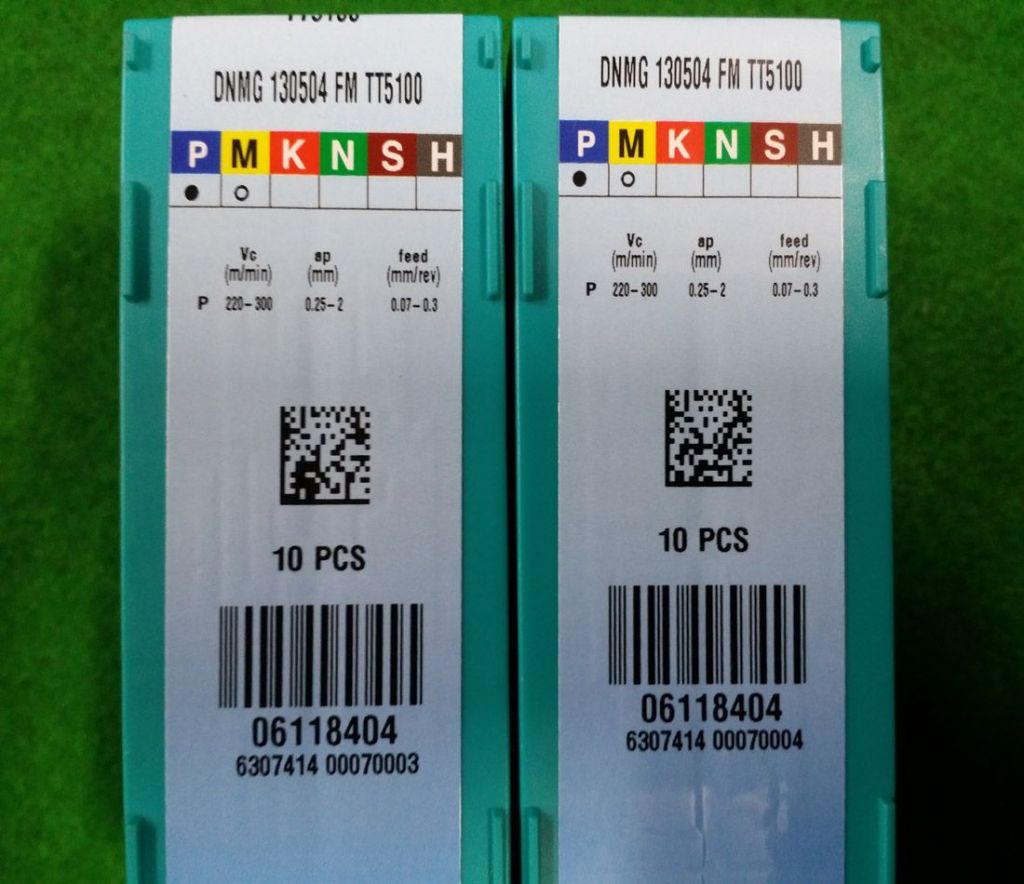 TT5100
DNMG 130504 FM TT5100
P M K N S H
Vc ap feed
(m/min) (mm) (mm/rev)
P 220-300 0.25-2 0.07-0.3
10 PCS
06118404
6307414 00070003
DNMG 130504 FM TT5100
P M K N S H
Vc ap feed
(m/min) (mm) (mm/rev)
P 220-300 0.25-2 0.07-0.3
10 PCS
06118404
6307414 00070004